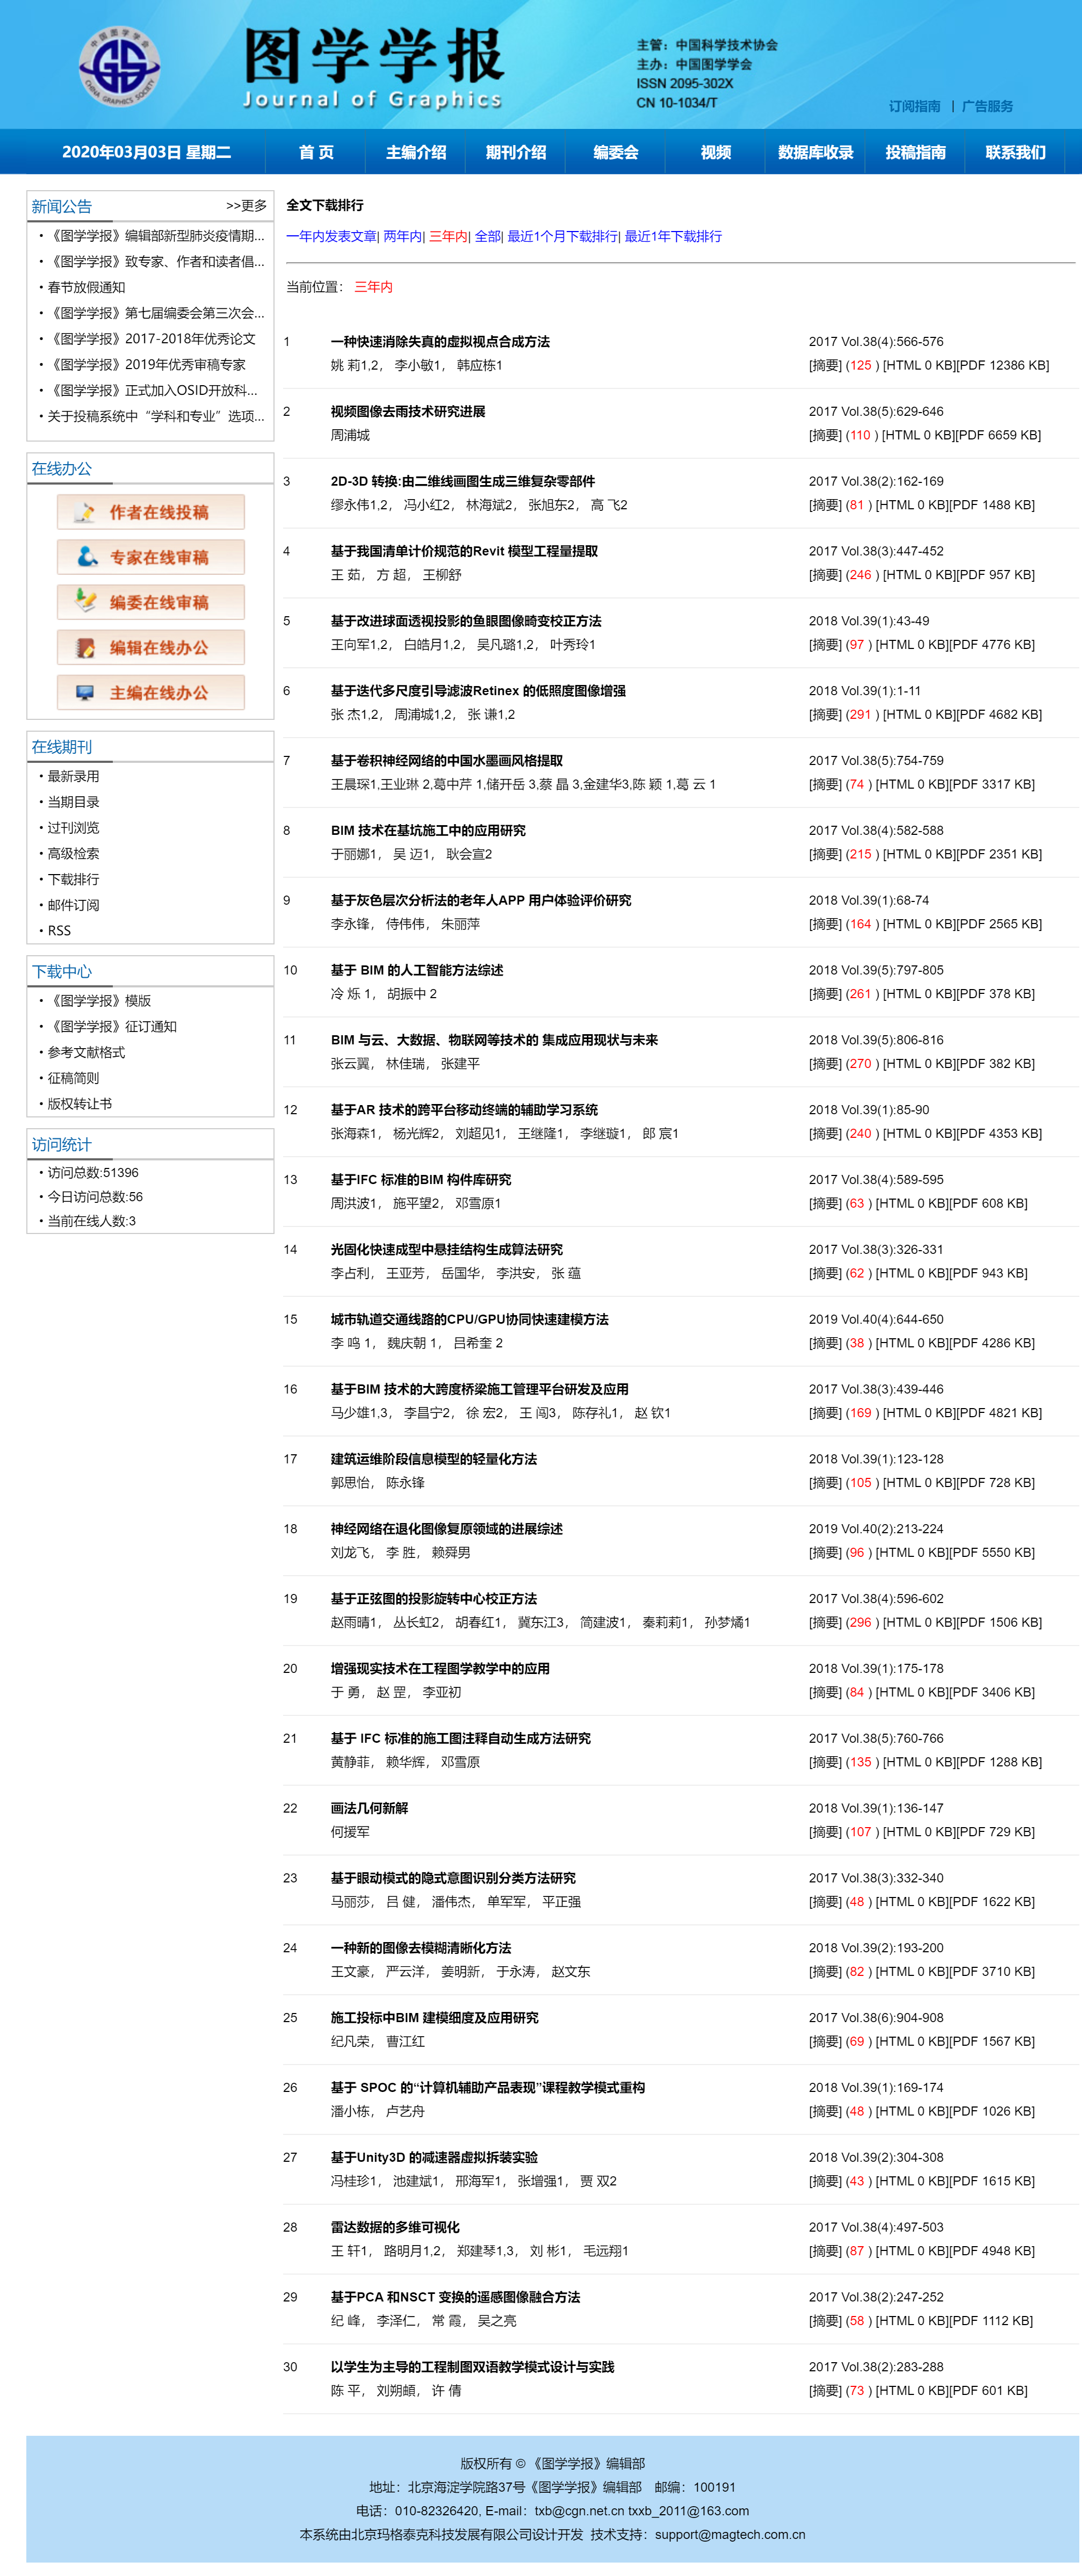 图学学报
Journal of Graphics
主管：中国科学技术协会
主办：中国图学学会
ISSN 2095-302X
CN 10-1034/T
订阅指南 | 广告服务
2020年03月03日 星期二
首 页
主编介绍
期刊介绍
编委会
视频
数据库收录
投稿指南
联系我们
新闻公告 >>更多
•《图学学报》编辑部新型肺炎疫情期...
•《图学学报》致专家、作者和读者倡...
• 春节放假通知
•《图学学报》第七届编委会第三次会...
•《图学学报》2017-2018年优秀论文
•《图学学报》2019年优秀审稿专家
•《图学学报》正式加入OSID开放科...
• 关于投稿系统中“学科和专业”选项...
在线办公
作者在线投稿
专家在线审稿
编委在线审稿
编辑在线办公
主编在线办公
在线期刊
• 最新录用
• 当期目录
• 过刊浏览
• 高级检索
• 下载排行
• 邮件订阅
• RSS
下载中心
•《图学学报》模版
•《图学学报》征订通知
• 参考文献格式
• 征稿简则
• 版权转让书
访问统计
• 访问总数:51396
• 今日访问总数:56
• 当前在线人数:3
全文下载排行
一年内发表文章| 两年内| 三年内| 全部| 最近1个月下载排行| 最近1年下载排行
当前位置： 三年内
1 一种快速消除失真的虚拟视点合成方法 2017 Vol.38(4):566-576
姚 莉1,2， 李小敏1， 韩应栋1 [摘要] (125 ) [HTML 0 KB][PDF 12386 KB]
2 视频图像去雨技术研究进展 2017 Vol.38(5):629-646
周浦城 [摘要] (110 ) [HTML 0 KB][PDF 6659 KB]
3 2D-3D 转换:由二维线画图生成三维复杂零部件 2017 Vol.38(2):162-169
缪永伟1,2， 冯小红2， 林海斌2， 张旭东2， 高 飞2 [摘要] (81 ) [HTML 0 KB][PDF 1488 KB]
4 基于我国清单计价规范的Revit 模型工程量提取 2017 Vol.38(3):447-452
王 茹， 方 超， 王柳舒 [摘要] (246 ) [HTML 0 KB][PDF 957 KB]
5 基于改进球面透视投影的鱼眼图像畸变校正方法 2018 Vol.39(1):43-49
王向军1,2， 白皓月1,2， 吴凡璐1,2， 叶秀玲1 [摘要] (97 ) [HTML 0 KB][PDF 4776 KB]
6 基于迭代多尺度引导滤波Retinex 的低照度图像增强 2018 Vol.39(1):1-11
张 杰1,2， 周浦城1,2， 张 谦1,2 [摘要] (291 ) [HTML 0 KB][PDF 4682 KB]
7 基于卷积神经网络的中国水墨画风格提取 2017 Vol.38(5):754-759
王晨琛1,王业琳 2,葛中芹 1,储开岳 3,蔡 晶 3,金建华3,陈 颖 1,葛 云 1 [摘要] (74 ) [HTML 0 KB][PDF 3317 KB]
8 BIM 技术在基坑施工中的应用研究 2017 Vol.38(4):582-588
于丽娜1， 吴 迈1， 耿会宣2 [摘要] (215 ) [HTML 0 KB][PDF 2351 KB]
9 基于灰色层次分析法的老年人APP 用户体验评价研究 2018 Vol.39(1):68-74
李永锋， 侍伟伟， 朱丽萍 [摘要] (164 ) [HTML 0 KB][PDF 2565 KB]
10 基于 BIM 的人工智能方法综述 2018 Vol.39(5):797-805
冷 烁 1， 胡振中 2 [摘要] (261 ) [HTML 0 KB][PDF 378 KB]
11 BIM 与云、大数据、物联网等技术的 集成应用现状与未来 2018 Vol.39(5):806-816
张云翼， 林佳瑞， 张建平 [摘要] (270 ) [HTML 0 KB][PDF 382 KB]
12 基于AR 技术的跨平台移动终端的辅助学习系统 2018 Vol.39(1):85-90
张海森1， 杨光辉2， 刘超见1， 王继隆1， 李继璇1， 郎 宸1 [摘要] (240 ) [HTML 0 KB][PDF 4353 KB]
13 基于IFC 标准的BIM 构件库研究 2017 Vol.38(4):589-595
周洪波1， 施平望2， 邓雪原1 [摘要] (63 ) [HTML 0 KB][PDF 608 KB]
14 光固化快速成型中悬挂结构生成算法研究 2017 Vol.38(3):326-331
李占利， 王亚芳， 岳国华， 李洪安， 张 蕴 [摘要] (62 ) [HTML 0 KB][PDF 943 KB]
15 城市轨道交通线路的CPU/GPU协同快速建模方法 2019 Vol.40(4):644-650
李 鸣 1， 魏庆朝 1， 吕希奎 2 [摘要] (38 ) [HTML 0 KB][PDF 4286 KB]
16 基于BIM 技术的大跨度桥梁施工管理平台研发及应用 2017 Vol.38(3):439-446
马少雄1,3， 李昌宁2， 徐 宏2， 王 闯3， 陈存礼1， 赵 钦1 [摘要] (169 ) [HTML 0 KB][PDF 4821 KB]
17 建筑运维阶段信息模型的轻量化方法 2018 Vol.39(1):123-128
郭思怡， 陈永锋 [摘要] (105 ) [HTML 0 KB][PDF 728 KB]
18 神经网络在退化图像复原领域的进展综述 2019 Vol.40(2):213-224
刘龙飞， 李 胜， 赖舜男 [摘要] (96 ) [HTML 0 KB][PDF 5550 KB]
19 基于正弦图的投影旋转中心校正方法 2017 Vol.38(4):596-602
赵雨晴1， 丛长虹2， 胡春红1， 冀东江3， 简建波1， 秦莉莉1， 孙梦燏1 [摘要] (296 ) [HTML 0 KB][PDF 1506 KB]
20 增强现实技术在工程图学教学中的应用 2018 Vol.39(1):175-178
于 勇， 赵 罡， 李亚初 [摘要] (84 ) [HTML 0 KB][PDF 3406 KB]
21 基于 IFC 标准的施工图注释自动生成方法研究 2017 Vol.38(5):760-766
黄静菲， 赖华辉， 邓雪原 [摘要] (135 ) [HTML 0 KB][PDF 1288 KB]
22 画法几何新解 2018 Vol.39(1):136-147
何援军 [摘要] (107 ) [HTML 0 KB][PDF 729 KB]
23 基于眼动模式的隐式意图识别分类方法研究 2017 Vol.38(3):332-340
马丽莎， 吕 健， 潘伟杰， 单军军， 平正强 [摘要] (48 ) [HTML 0 KB][PDF 1622 KB]
24 一种新的图像去模糊清晰化方法 2018 Vol.39(2):193-200
王文豪， 严云洋， 姜明新， 于永涛， 赵文东 [摘要] (82 ) [HTML 0 KB][PDF 3710 KB]
25 施工投标中BIM 建模细度及应用研究 2017 Vol.38(6):904-908
纪凡荣， 曹江红 [摘要] (69 ) [HTML 0 KB][PDF 1567 KB]
26 基于 SPOC 的“计算机辅助产品表现”课程教学模式重构 2018 Vol.39(1):169-174
潘小栋， 卢艺舟 [摘要] (48 ) [HTML 0 KB][PDF 1026 KB]
27 基于Unity3D 的减速器虚拟拆装实验 2018 Vol.39(2):304-308
冯桂珍1， 池建斌1， 邢海军1， 张增强1， 贾 双2 [摘要] (43 ) [HTML 0 KB][PDF 1615 KB]
28 雷达数据的多维可视化 2017 Vol.38(4):497-503
王 轩1， 路明月1,2， 郑建琴1,3， 刘 彬1， 毛远翔1 [摘要] (87 ) [HTML 0 KB][PDF 4948 KB]
29 基于PCA 和NSCT 变换的遥感图像融合方法 2017 Vol.38(2):247-252
纪 峰， 李泽仁， 常 霞， 吴之亮 [摘要] (58 ) [HTML 0 KB][PDF 1112 KB]
30 以学生为主导的工程制图双语教学模式设计与实践 2017 Vol.38(2):283-288
陈 平， 刘朔䪺， 许 倩 [摘要] (73 ) [HTML 0 KB][PDF 601 KB]
版权所有 © 《图学学报》编辑部
地址：北京海淀学院路37号《图学学报》编辑部 邮编：100191
电话：010-82326420, E-mail：txb@cgn.net.cn txxb_2011@163.com
本系统由北京玛格泰克科技发展有限公司设计开发 技术支持：support@magtech.com.cn